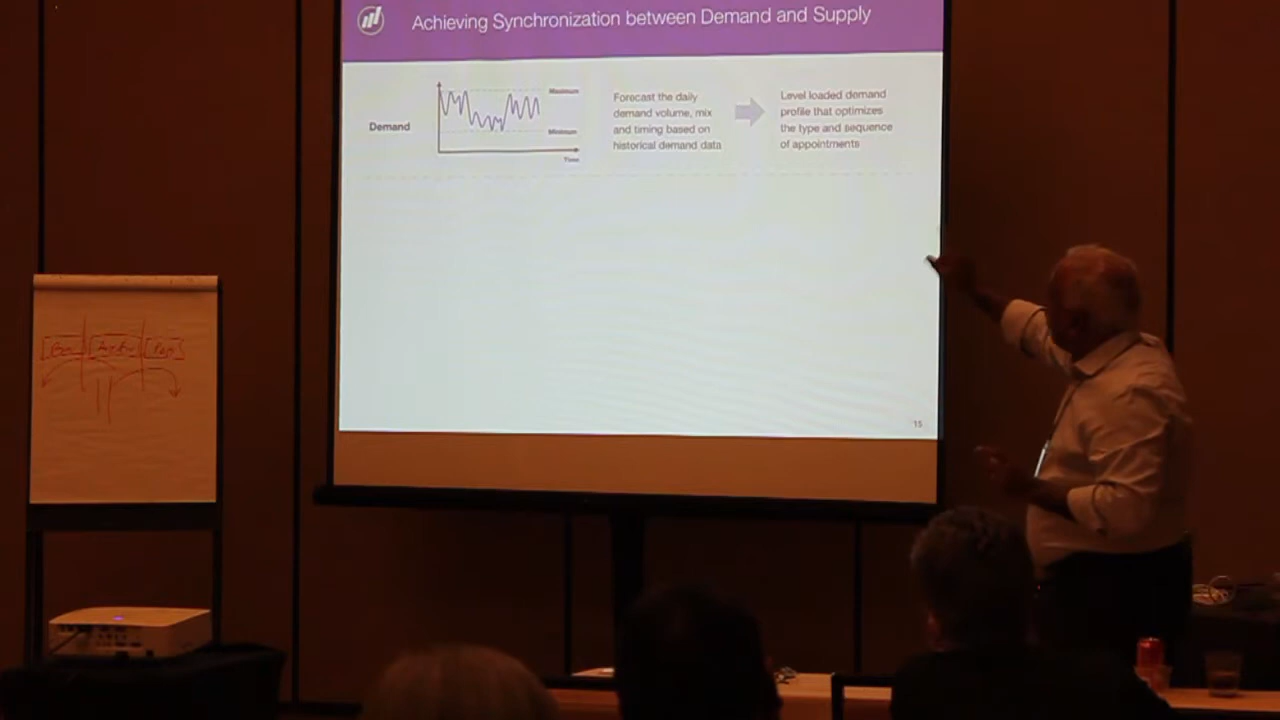 Achieving Synchronization between Demand and Supply
Demand
Maximum
Minimum
Time
Forecast the daily
demand volume, mix
and timing based on
historical demand data
Level loaded demand
profile that optimizes
the type and sequence
of appointments
15